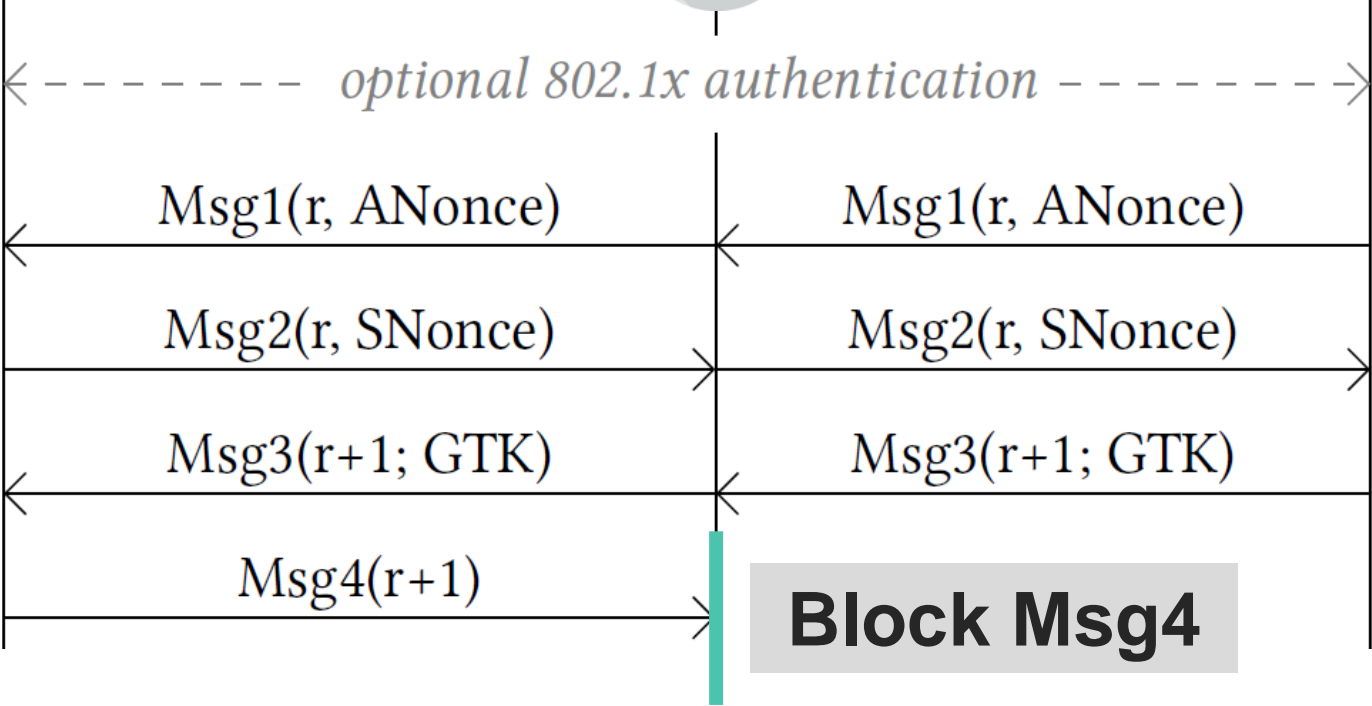 optional 802.1x authentication
Msg1(r, ANonce)
Msg1(r, ANonce)
Msg2(r, SNonce)
Msg2(r, SNonce)
Msg3(r+1; GTK)
Msg3(r+1; GTK)
Msg4(r+1)
Block Msg4